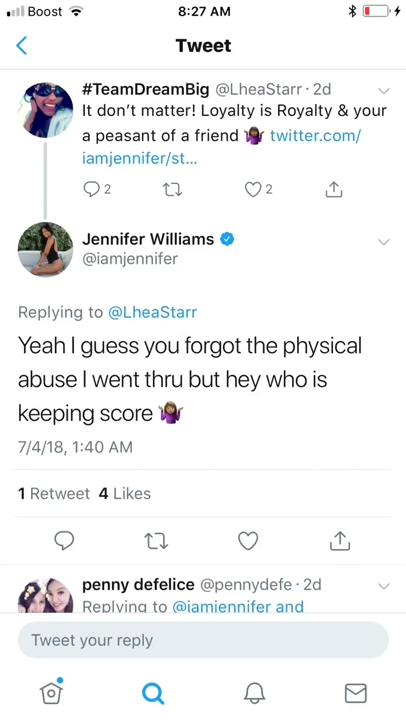 Boost 8:27 AM
Tweet
#TeamDreamBig @LheaStarr · 2d
It don't matter! Loyalty is Royalty & your
a peasant of a friend 🤷🏾‍♀️ twitter.com/
iamjennifer/st...
2 2
Jennifer Williams
@iamjennifer
Replying to @LheaStarr
Yeah I guess you forgot the physical
abuse I went thru but hey who is
keeping score 🤷🏽‍♀️
7/4/18, 1:40 AM
1 Retweet 4 Likes
penny defelice @pennydefe · 2d
Replying to @iamjennifer and
Tweet your reply